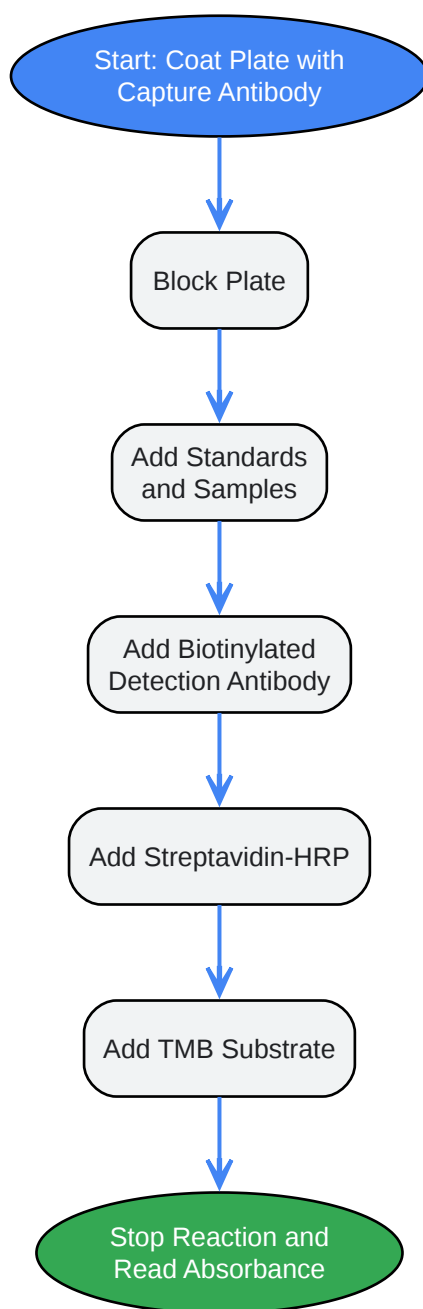 Start: Coat Plate with
Capture Antibody
Block Plate
Add Standards
and Samples
Add Biotinylated
Detection Antibody
Add Streptavidin-HRP
Add TMB Substrate
Stop Reaction and
Read Absorbance